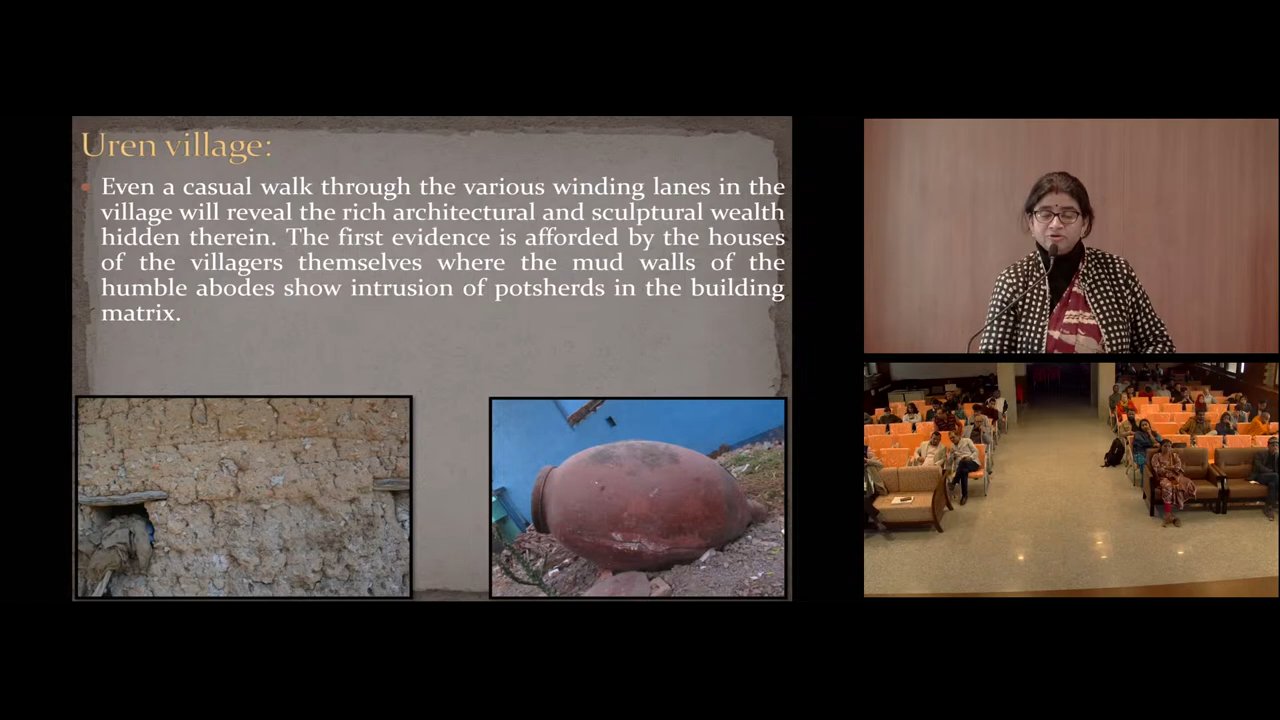 Uren village:
Even a casual walk through the various winding lanes in the
village will reveal the rich architectural and sculptural wealth
hidden therein. The first evidence is afforded by the houses
of the villagers themselves where the mud walls of the
humble abodes show intrusion of potsherds in the building
matrix.